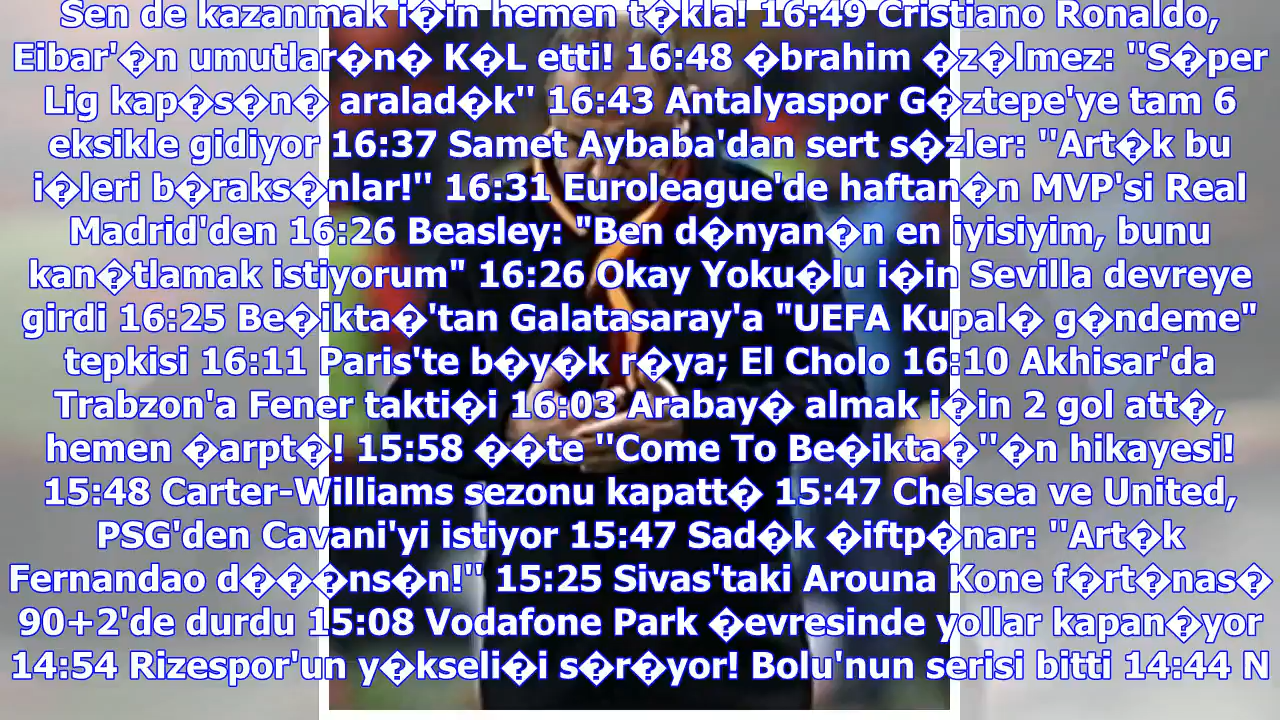 Sen de kazanmak i�in hemen t�kla! 16:49 Cristiano Ronaldo,
Eibar'�n umutlar�n� K�L etti! 16:48 �brahim �z�lmez: ''S�per
Lig kap�s�n� aralad�k'' 16:43 Antalyaspor G�ztepe'ye tam 6
eksikle gidiyor 16:37 Samet Aybaba'dan sert s�zler: ''Art�k bu
i�leri b�raks�nlar!'' 16:31 Euroleague'de haftan�n MVP'si Real
Madrid'den 16:26 Beasley: "Ben d�nyan�n en iyisiyim, bunu
kan�tlamak istiyorum" 16:26 Okay Yoku�lu i�in Sevilla devreye
girdi 16:25 Be�ikta�'tan Galatasaray'a "UEFA Kupal� g�ndeme"
tepkisi 16:11 Paris'te b�y�k r�ya; El Cholo 16:10 Akhisar'da
Trabzon'a Fener takti�i 16:03 Arabay� almak i�in 2 gol att�,
hemen �arpt�! 15:58 ��te ''Come To Be�ikta�''�n hikayesi!
15:48 Carter-Williams sezonu kapatt� 15:47 Chelsea ve United,
PSG'den Cavani'yi istiyor 15:47 Sad�k �iftp�nar: ''Art�k
Fernandao d���ns�n!'' 15:25 Sivas'taki Arouna Kone f�rt�nas�
90+2'de durdu 15:08 Vodafone Park �evresinde yollar kapan�yor
14:54 Rizespor'un y�kseli�i s�r�yor! Bolu'nun serisi bitti 14:44 N